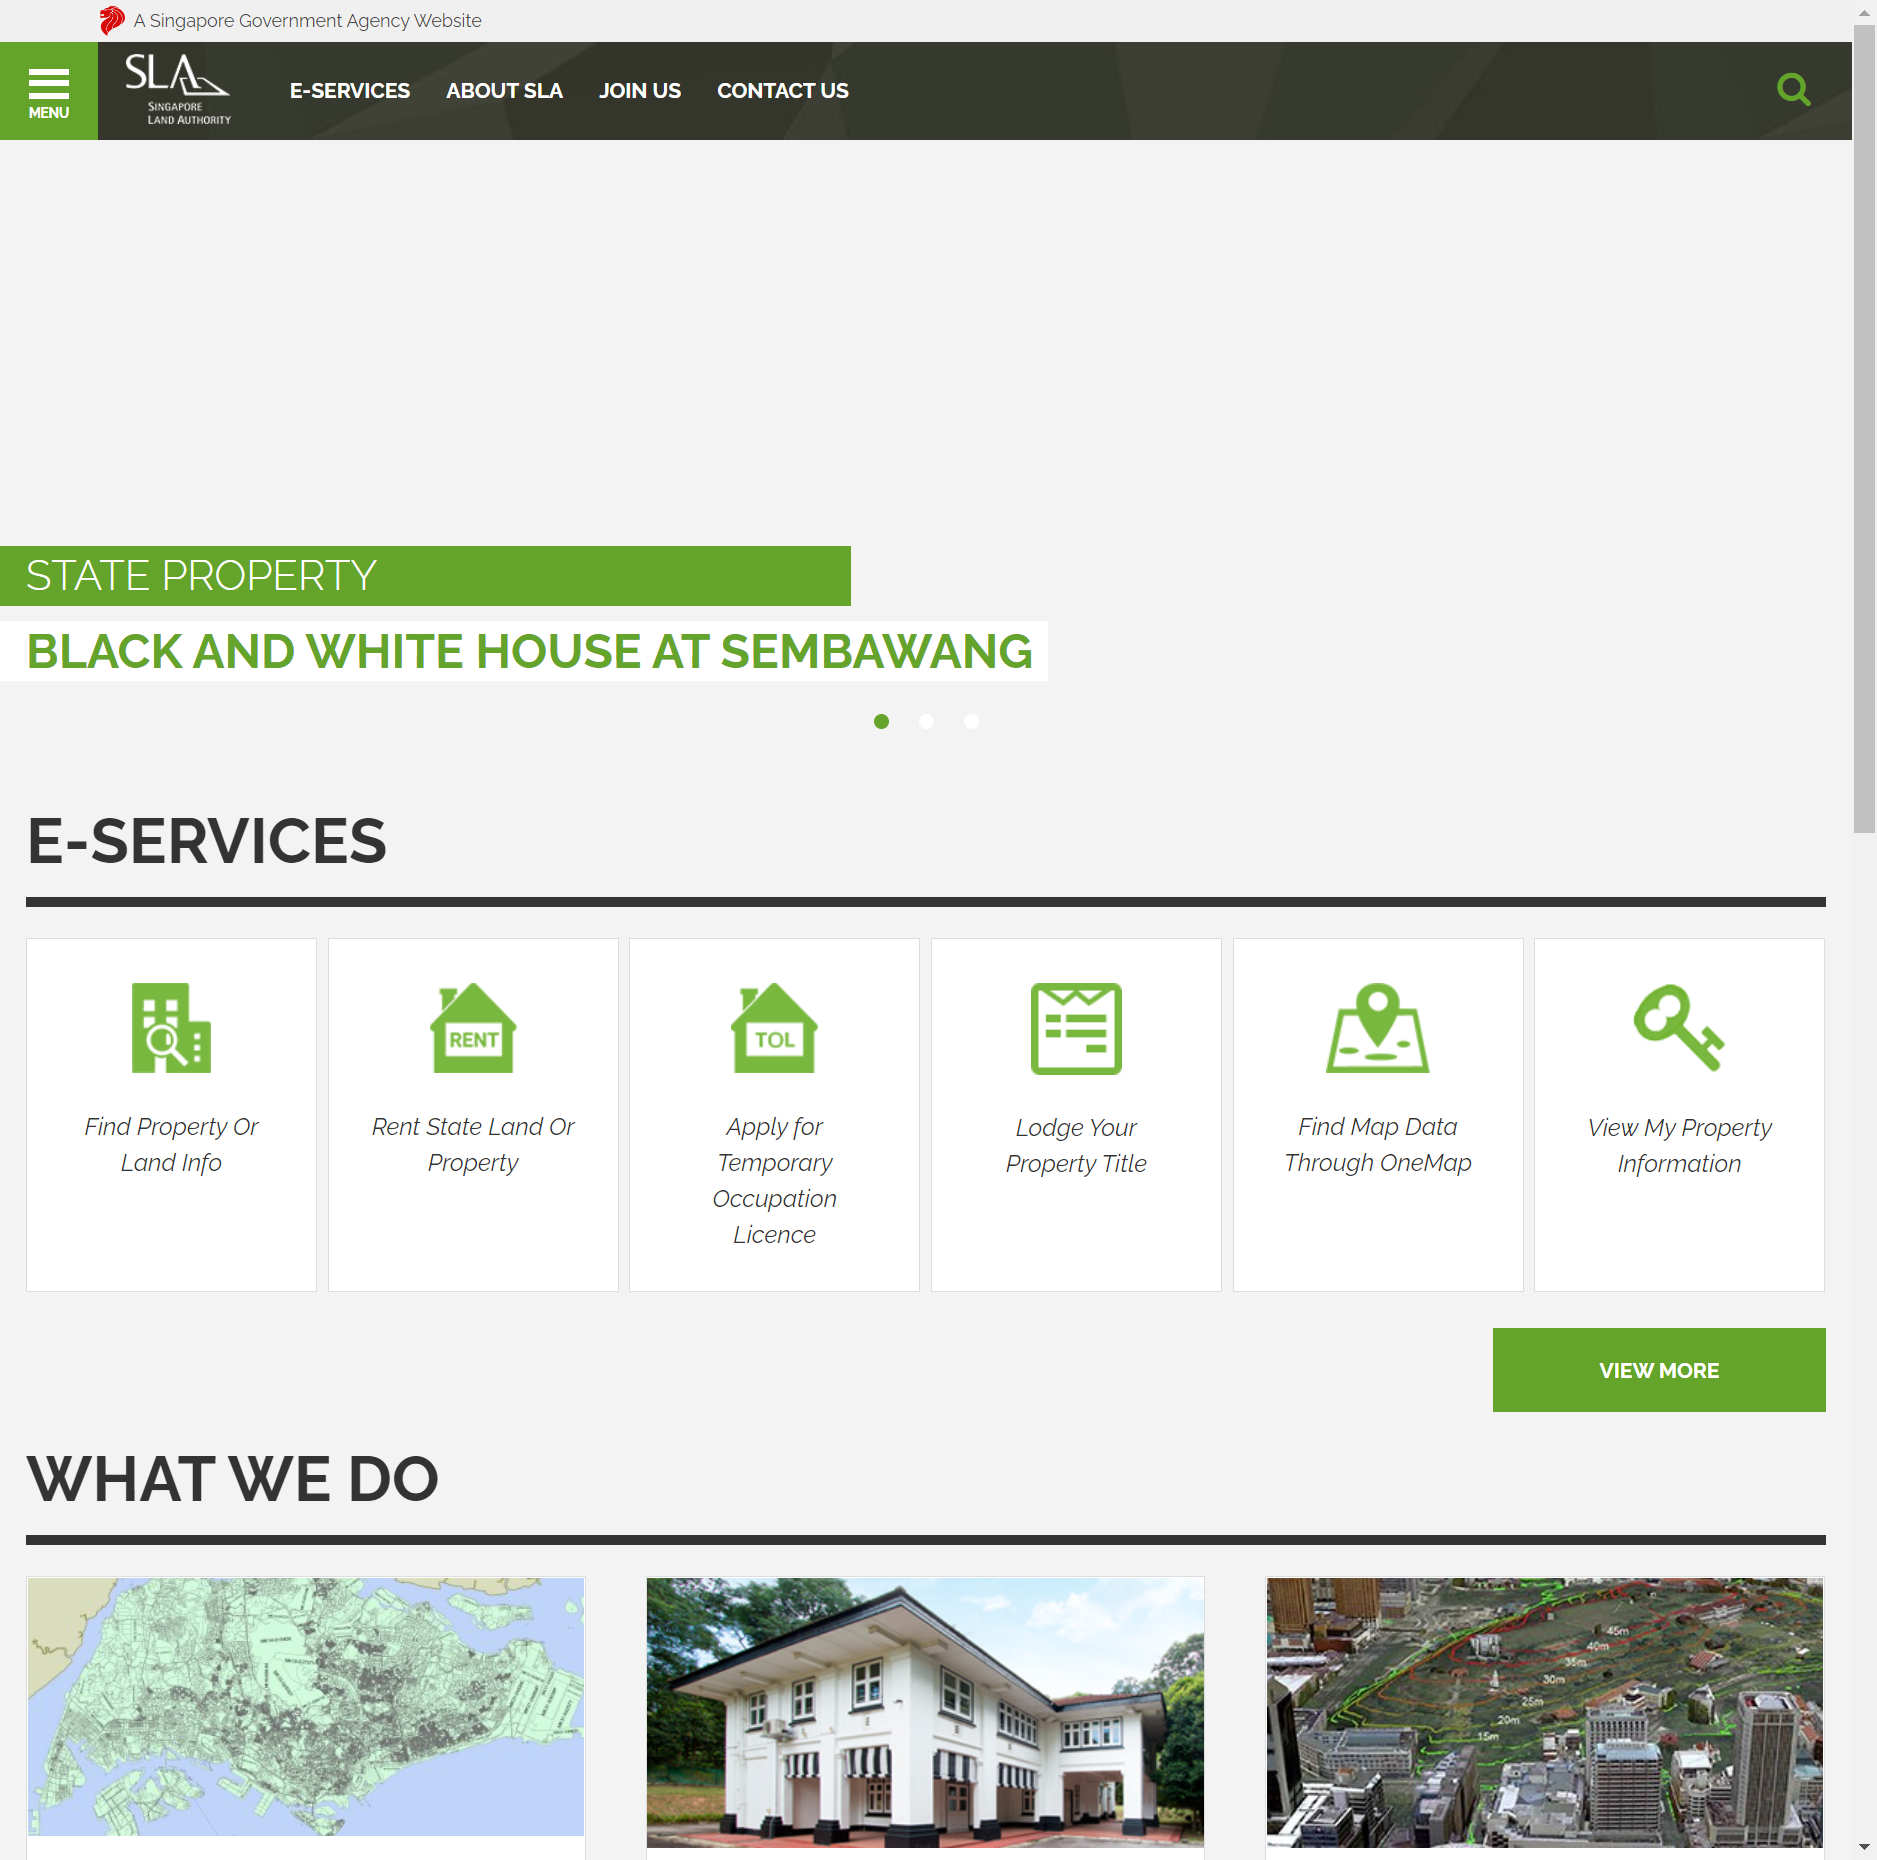 A Singapore Government Agency Website
MENU
SLA
SINGAPORE
LAND AUTHORITY
E-SERVICES
ABOUT SLA
JOIN US
CONTACT US
STATE PROPERTY
BLACK AND WHITE HOUSE AT SEMBAWANG
E-SERVICES
RENT
TOL
Find Property Or
Land Info
Rent State Land Or
Property
Apply for
Temporary
Occupation
Licence
Lodge Your
Property Title
Find Map Data
Through OneMap
View My Property
Information
VIEW MORE
WHAT WE DO
45m
40m
35m
30m
25m
20m
15m